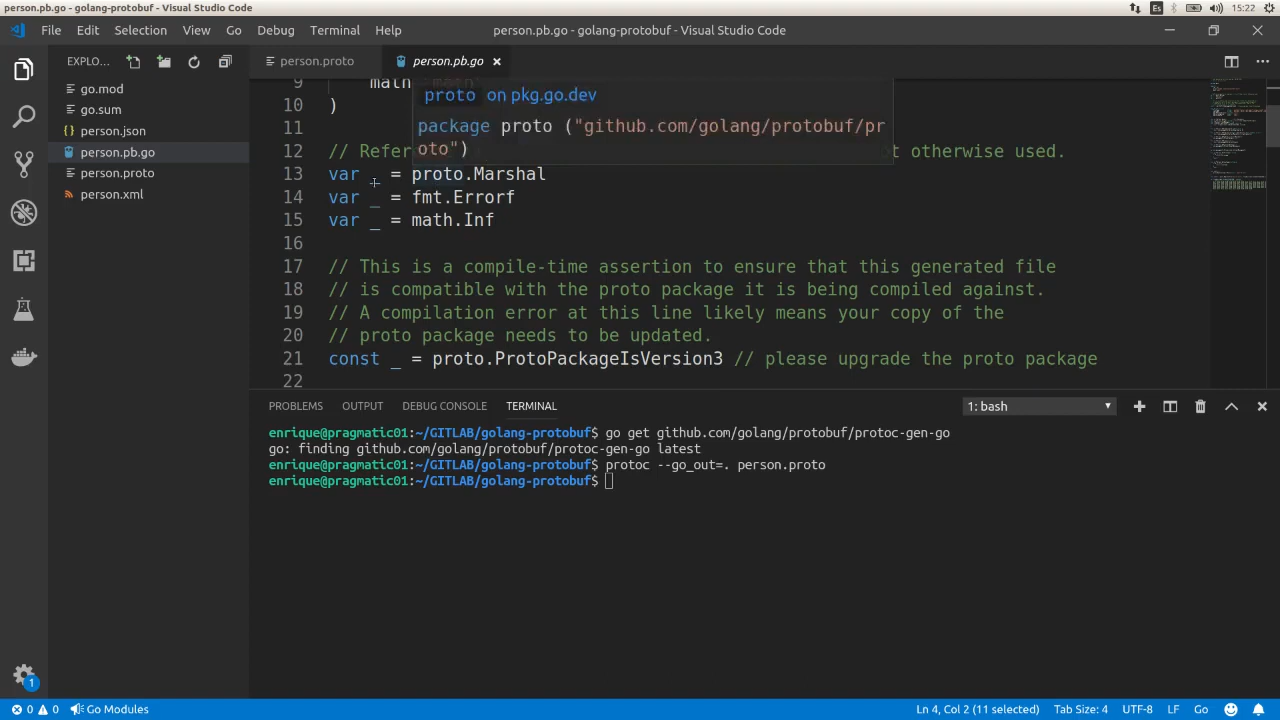 person.pb.go - golang-protobuf - Visual Studio Code
Es
15:22
File Edit Selection View Go Debug Terminal Help
person.pb.go - golang-protobuf - Visual Studio Code
EXPLO...
person.proto
person.pb.go
go.mod
go.sum
person.json
person.pb.go
person.proto
person.xml
9 math "math"
10 )
11
proto on pkg.go.dev
package proto ("github.com/golang/protobuf/pr
oto")
12 // Refere t otherwise used.
13 var _ = proto.Marshal
14 var _ = fmt.Errorf
15 var _ = math.Inf
16
17 // This is a compile-time assertion to ensure that this generated file
18 // is compatible with the proto package it is being compiled against.
19 // A compilation error at this line likely means your copy of the
20 // proto package needs to be updated.
21 const _ = proto.ProtoPackageIsVersion3 // please upgrade the proto package
22
PROBLEMS OUTPUT DEBUG CONSOLE TERMINAL 1: bash
enrique@pragmatic01:~/GITLAB/golang-protobuf$ go get github.com/golang/protobuf/protoc-gen-go
go: finding github.com/golang/protobuf/protoc-gen-go latest
enrique@pragmatic01:~/GITLAB/golang-protobuf$ protoc --go_out=. person.proto
enrique@pragmatic01:~/GITLAB/golang-protobuf$
1
0 0 Go Modules Ln 4, Col 2 (11 selected) Tab Size: 4 UTF-8 LF Go